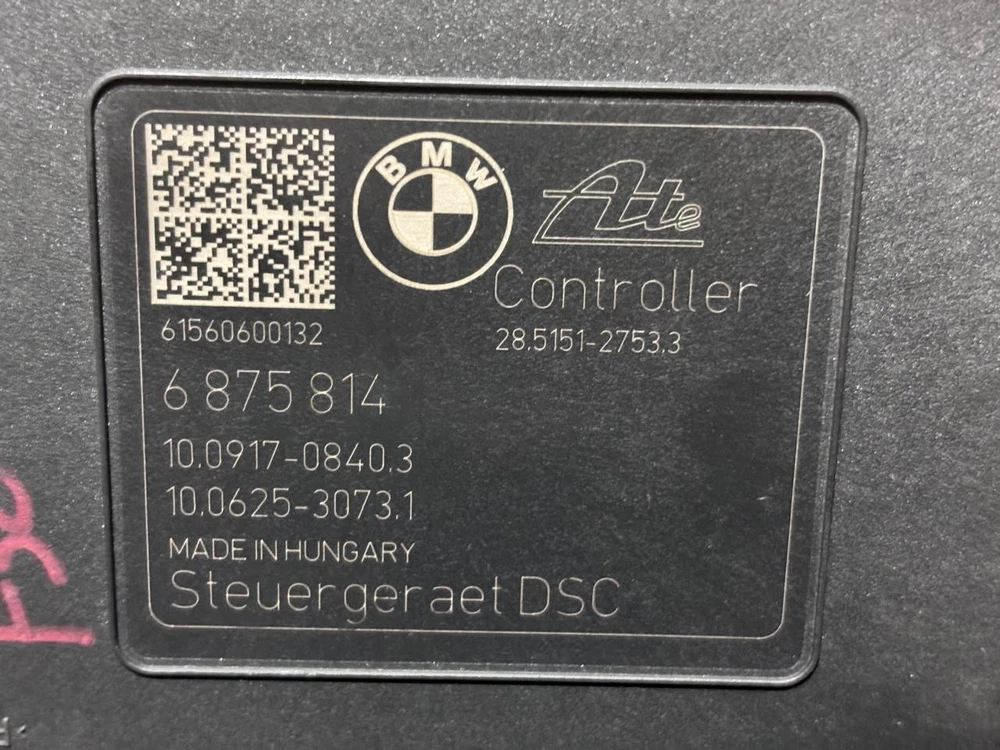 BMW
Ate
Controller
61560600132
28.5151-2753.3
6 875 814
10.0917-0840.3
10.0625-3073.1
MADE IN HUNGARY
Steuergeraet DSC